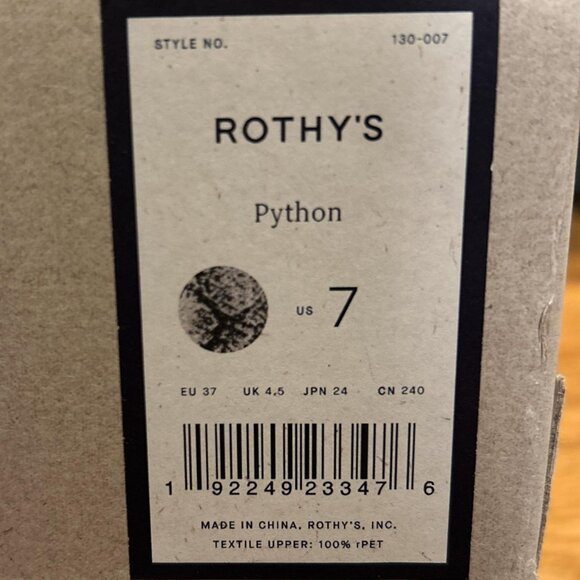 STYLE NO. 130-007
ROTHY'S
Python
US 7
EU 37 UK 4.5 JPN 24 CN 240
1 92249 23347 6
MADE IN CHINA, ROTHY'S, INC.
TEXTILE UPPER: 100% rPET